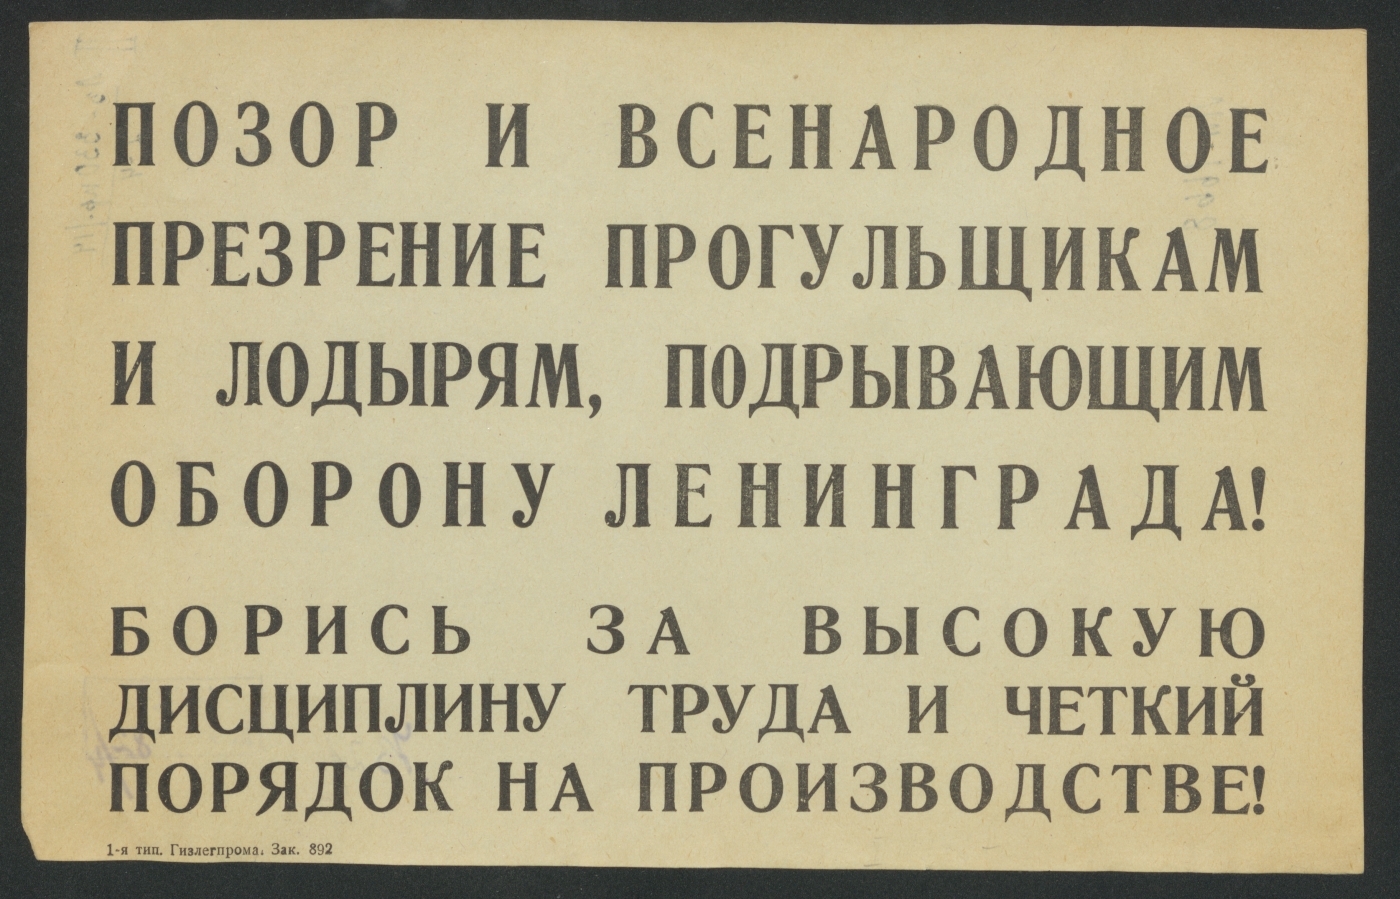 ПОЗОР И ВСЕНАРОДНОЕ
ПРЕЗРЕНИЕ ПРОГУЛЬЩИКАМ
И ЛОДЫРЯМ, ПОДРЫВАЮЩИМ
ОБОРОНУ ЛЕНИНГРАДА!
БОРИСЬ ЗА ВЫСОКУЮ
ДИСЦИПЛИНУ ТРУДА И ЧЕТКИЙ
ПОРЯДОК НА ПРОИЗВОДСТВЕ!
1-я тип. Гизлегпрома. Зак. 892